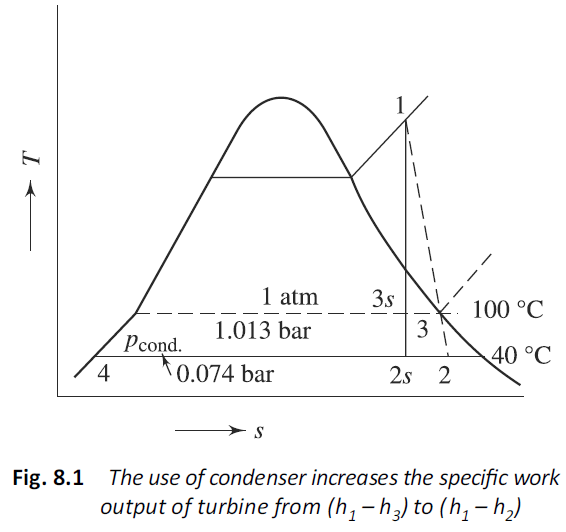 1
T
1 atm
3s
100 °C
1.013 bar
3
pcond.
40 °C
4
0.074 bar
2s
2
s
Fig. 8.1 The use of condenser increases the specific work
output of turbine from (h1 – h3) to (h1 – h2)